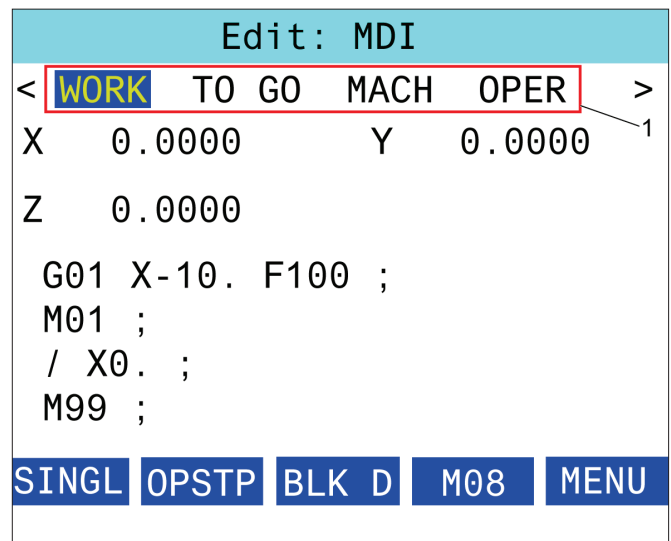 Edit: MDI
< WORK TO GO MACH OPER >
1
X 0.0000 Y 0.0000
Z 0.0000
G01 X-10. F100 ;
M01 ;
/ X0. ;
M99 ;
SINGL OPSTP BLK D M08 MENU